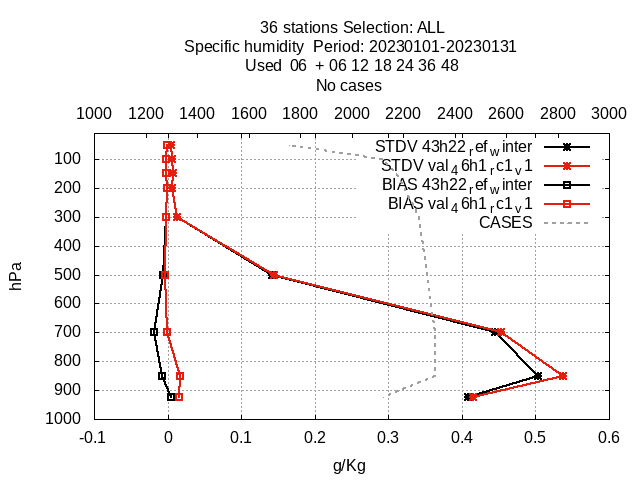 36 stations Selection: ALL
Specific humidity  Period: 20230101-20230131
Used  06  + 06 12 18 24 36 48
No cases
1000 1200 1400 1600 1800 2000 2200 2400 2600 2800 3000
STDV 43h22_ref_winter
STDV val_46h1_rc1_v1
BIAS 43h22_ref_winter
BIAS val_46h1_rc1_v1
CASES
100
200
300
400
500
600
700
800
900
1000
hPa
-0.1 0 0.1 0.2 0.3 0.4 0.5 0.6
g/Kg